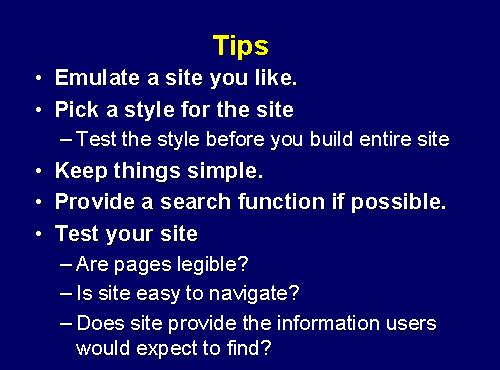 Tips
• Emulate a site you like.
• Pick a style for the site
– Test the style before you build entire site
• Keep things simple.
• Provide a search function if possible.
• Test your site
– Are pages legible?
– Is site easy to navigate?
– Does site provide the information users
would expect to find?